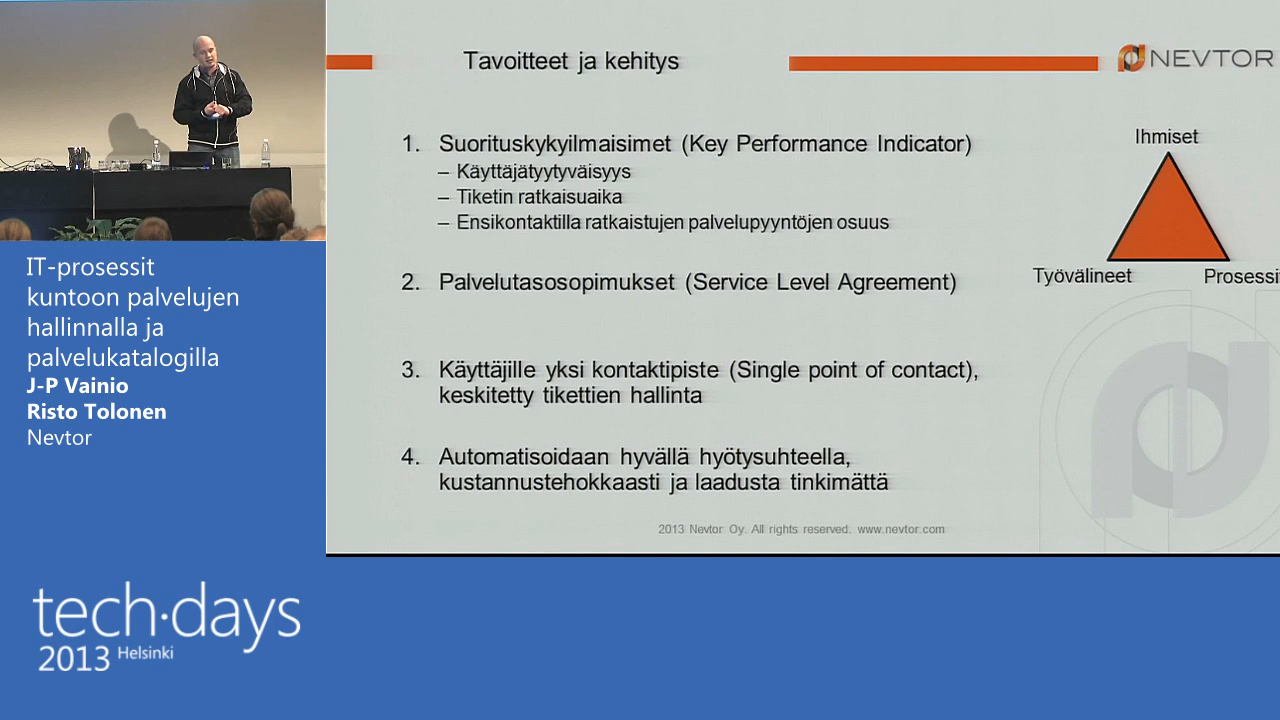 IT-prosessit
kuntoon palvelujen
hallinnalla ja
palvelukatalogilla
J-P Vainio
Risto Tolonen
Nevtor
tech·days
2013 Helsinki
Tavoitteet ja kehitys
NEVTOR
1. Suorituskykyilmaisimet (Key Performance Indicator)
– Käyttäjätyytyväisyys
– Tiketin ratkaisuaika
– Ensikontaktilla ratkaistujen palvelupyyntöjen osuus
2. Palvelutasosopimukset (Service Level Agreement)
3. Käyttäjille yksi kontaktipiste (Single point of contact),
keskitetty tikettien hallinta
4. Automatisoidaan hyvällä hyötysuhteella,
kustannustehokkaasti ja laadusta tinkimättä
Ihmiset
Työvälineet
Prosessit
2013 Nevtor Oy. All rights reserved. www.nevtor.com